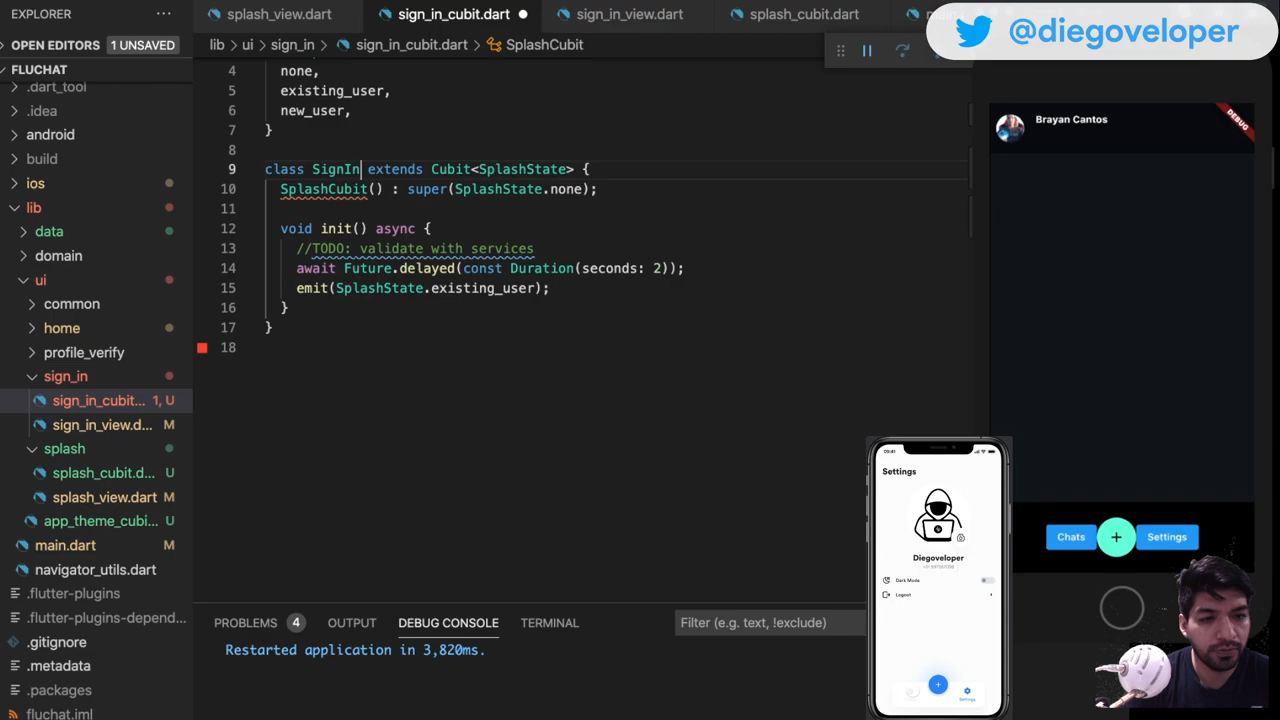 EXPLORER
OPEN EDITORS 1 UNSAVED
FLUCHAT
.dart_tool
.idea
android
build
ios
lib
data
domain
ui
common
home
profile_verify
sign_in
sign_in_cubit... 1, U
sign_in_view.d... M
splash
splash_cubit.d... U
splash_view.dart M
app_theme_cubi... U
main.dart M
navigator_utils.dart
.flutter-plugins
.flutter-plugins-depend...
.gitignore
.metadata
.packages
fluchat.iml
splash_view.dart
sign_in_cubit.dart
sign_in_view.dart
splash_cubit.dart
lib > ui > sign_in > sign_in_cubit.dart > SplashCubit
4 none,
5 existing_user,
6 new_user,
7 }
8
9 class SignIn extends Cubit<SplashState> {
10 SplashCubit() : super(SplashState.none);
11
12 void init() async {
13 //TODO: validate with services
14 await Future.delayed(const Duration(seconds: 2));
15 emit(SplashState.existing_user);
16 }
17 }
18
PROBLEMS 4 OUTPUT DEBUG CONSOLE TERMINAL
Filter (e.g. text, !exclude)
Restarted application in 3,820ms.
@diegoveloper
Brayan Cantos
DEBUG
Chats + Settings
09:41
Settings
Diegoveloper
Dark Mode
Logout
+
Settings